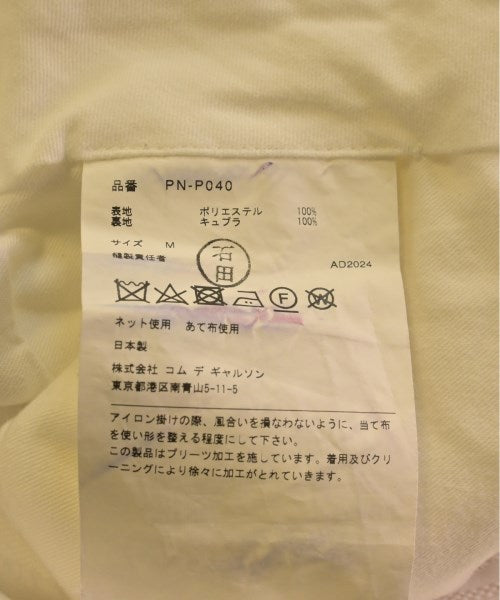 品番 PN-P040
表地 ポリエステル 100%
裏地 キュプラ 100%
サイズ M
縫製責任者
AD2024
F W
ネット使用 あて布使用
日本製
株式会社 コム デ ギャルソン
東京都港区南青山5-11-5
アイロン掛けの際、風合いを損なわないように、当て布
を使い形を整える程度にして下さい。
この製品はプリーツ加工を施しています。着用及びクリ
ーニングにより徐々に加工がとれていきます。